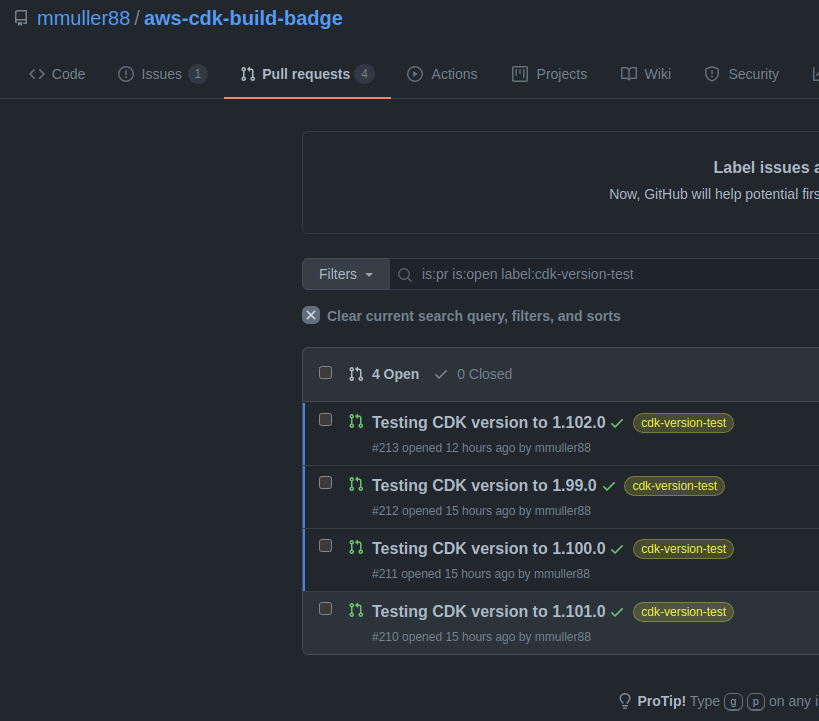 mmuller88 / aws-cdk-build-badge
Code Issues 1 Pull requests 4 Actions Projects Wiki Security
Label issues
Now, GitHub will help potential
Filters is:pr is:open label:cdk-version-test
Clear current search query, filters, and sorts
4 Open 0 Closed
Testing CDK version to 1.102.0 cdk-version-test
#213 opened 12 hours ago by mmuller88
Testing CDK version to 1.99.0 cdk-version-test
#212 opened 15 hours ago by mmuller88
Testing CDK version to 1.100.0 cdk-version-test
#211 opened 15 hours ago by mmuller88
Testing CDK version to 1.101.0 cdk-version-test
#210 opened 15 hours ago by mmuller88
ProTip! Type g p on any